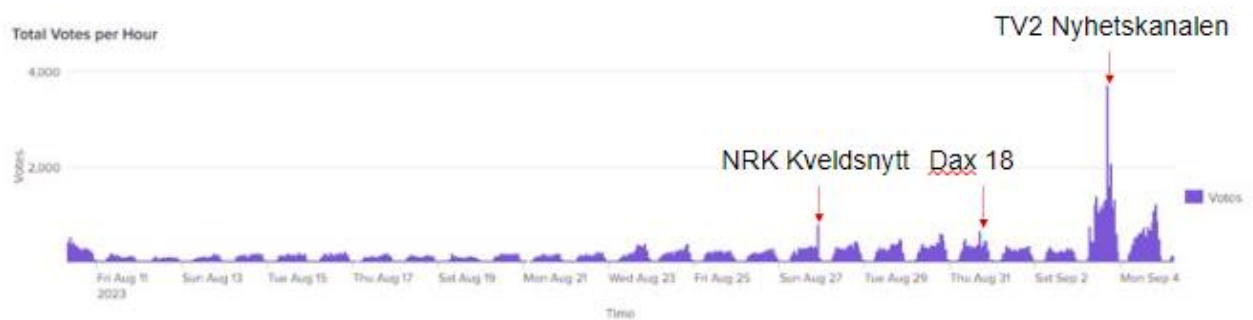 TV2 Nyhetskanalen
Total Votes per Hour
4,000
NRK Kveldsnytt Dax 18
2,000
Votes
Votes
Fri Aug 11 Sun Aug 13 Tue Aug 15 Thu Aug 17 Sat Aug 19 Mon Aug 21 Wed Aug 23 Fri Aug 25 Sun Aug 27 Tue Aug 29 Thu Aug 31 Sat Sep 2 Mon Sep 4
2023
Time